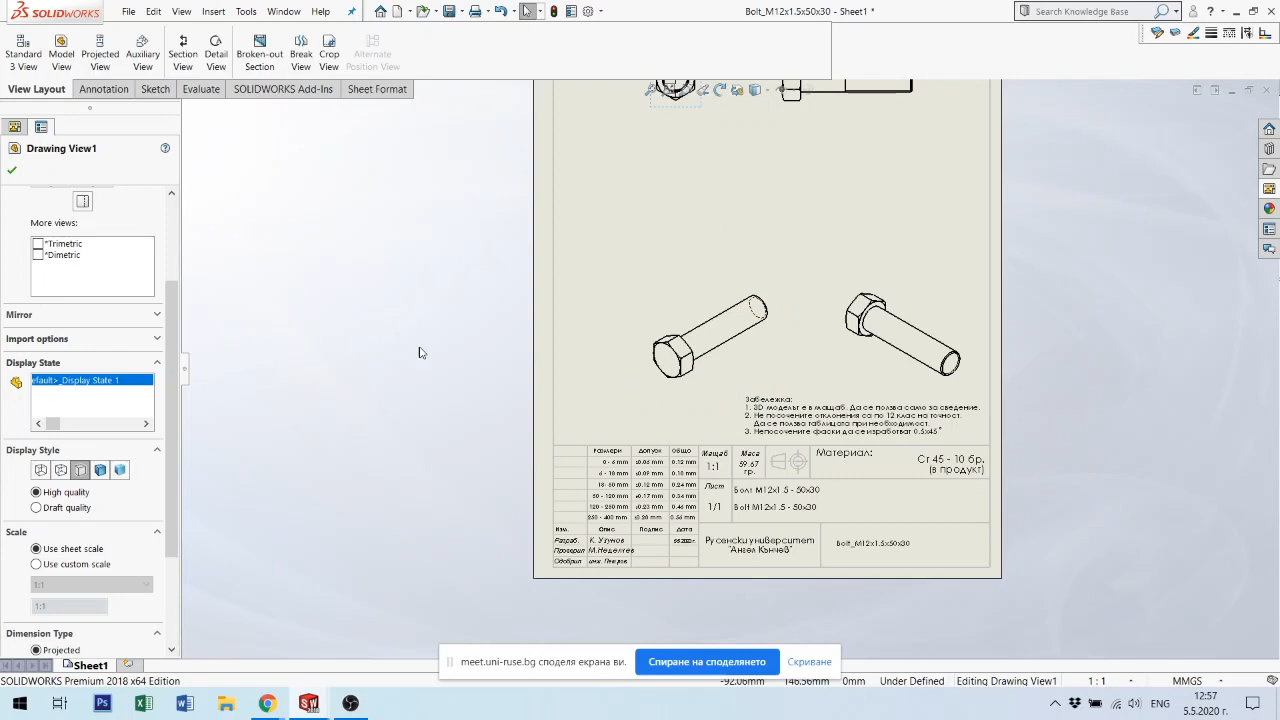 SOLIDWORKS
File
Edit
View
Insert
Tools
Window
Help
Bolt_M12x1.5x50x30 - Sheet1 *
Search Knowledge Base
Standard 3 View
Model View
Projected View
Auxiliary View
Section View
Detail View
Broken-out Section
Break View
Crop View
Alternate Position View
View Layout
Annotation
Sketch
Evaluate
SOLIDWORKS Add-Ins
Sheet Format
Drawing View1
More views:
*Trimetric
*Dimetric
Mirror
Import options
Display State
efault>_Display State 1
Display Style
High quality
Draft quality
Scale
Use sheet scale
Use custom scale
1:1
1:1
Dimension Type
Projected
Забележка:
1. 3D моделът е в мащаб. Да се ползва само за сведение.
2. Не посочените отклонения са по 12 клас на точност.
Да се ползва таблицата при необходимост.
3. Непосочените фаски да се изработват 0.5x45°
Размери Допуск Общо
0 - 6 mm ±0.06 mm 0.12 mm
6 - 18 mm ±0.09 mm 0.18 mm
18- 50 mm ±0.12 mm 0.24 mm
50 - 120 mm ±0.17 mm 0.34 mm
120 - 250 mm ±0.23 mm 0.46 mm
250 - 400 mm ±0.28 mm 0.56 mm
Изм. Спис Подпис Дата
Разраб. К. Узунов
Проверил М.Неделчев
Одобрил инж. Петров
Мащаб
1:1
Маса
59.67
гр.
Материал:
Ст 45 - 10 бр.
(в продукт)
Лист
1/1
Болт M12x1.5 - 50x30
Bolt M12x1.5 - 50x30
Русенски университет
"Ангел Кънчев"
Bolt_M12x1.5x50x30
meet.uni-ruse.bg споделя екрана ви.
Спиране на споделянето
Скриване
Sheet1
SOLIDWORKS Premium 2018 x64 Edition
-92.06mm
146.56mm
0mm
Under Defined
Editing Drawing View1
1 : 1
MMGS
ENG
12:57
5.5.2020 г.